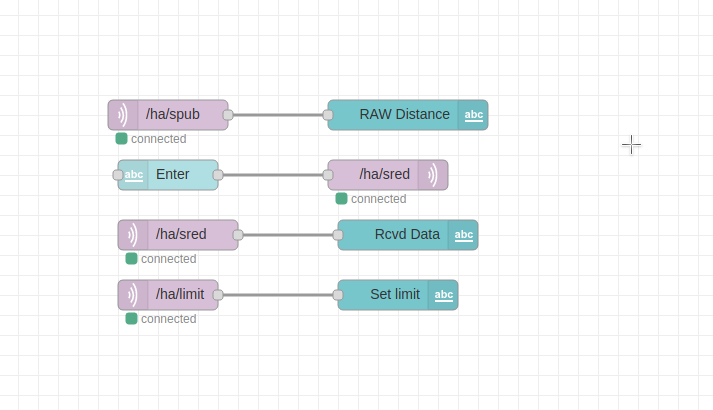 /ha/spub RAW Distance abc
connected
abc Enter /ha/sred
connected
/ha/sred Rcvd Data abc
connected
/ha/limit Set limit abc
connected